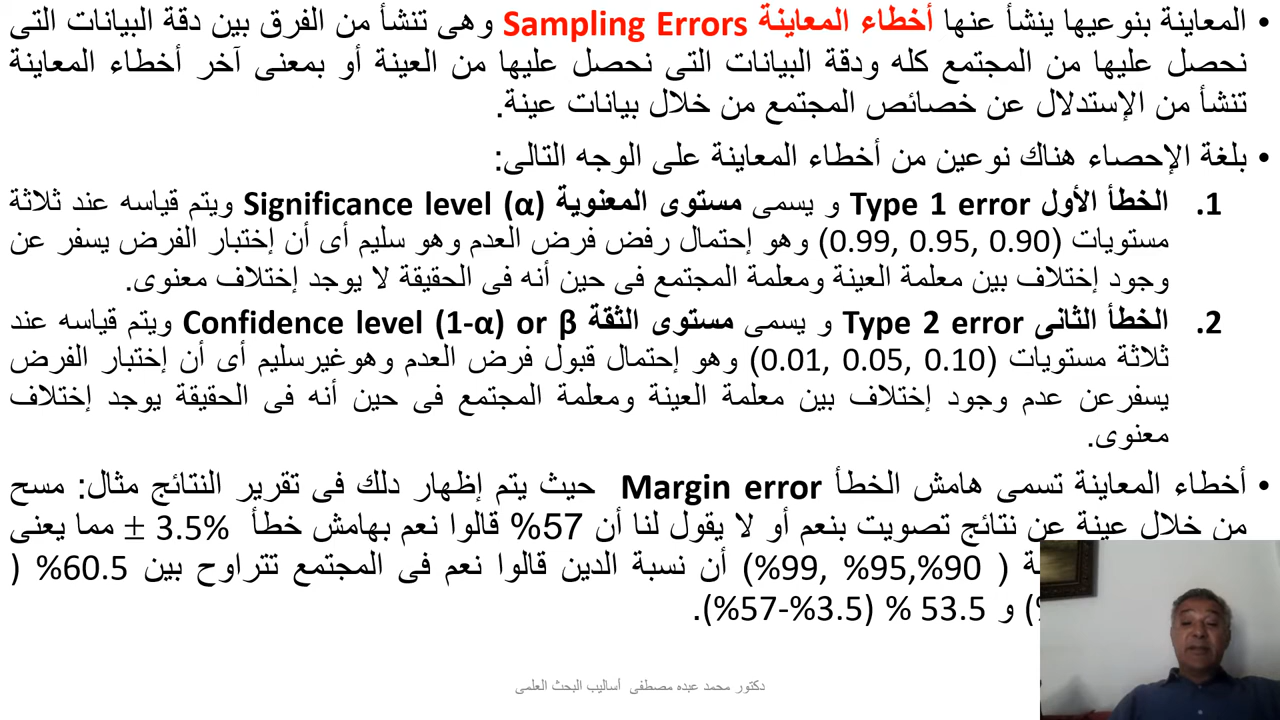 • المعاينة بنوعيها ينشأ عنها أخطاء المعاينة Sampling Errors وهى تنشأ من الفرق بين دقة البيانات التى
نحصل عليها من المجتمع كله ودقة البيانات التى نحصل عليها من العينة أو بمعنى آخر أخطاء المعاينة
تنشأ من الإستدلال عن خصائص المجتمع من خلال بيانات عينة.
• بلغة الإحصاء هناك نوعين من أخطاء المعاينة على الوجه التالى:
1. الخطأ الأول Type 1 error و يسمى مستوى المعنوية Significance level (α) ويتم قياسه عند ثلاثة
مستويات (0.90 ,0.95 ,0.99) وهو إحتمال رفض فرض العدم وهو سليم أى أن إختبار الفرض يسفر عن
وجود إختلاف بين معلمة العينة ومعلمة المجتمع فى حين أنه فى الحقيقة لا يوجد إختلاف معنوى.
2. الخطأ الثانى Type 2 error و يسمى مستوى الثقة Confidence level (1-α) or β ويتم قياسه عند
ثلاثة مستويات (0.10 ,0.05 ,0.01) وهو إحتمال قبول فرض العدم وهوغيرسليم أى أن إختبار الفرض
يسفرعن عدم وجود إختلاف بين معلمة العينة ومعلمة المجتمع فى حين أنه فى الحقيقة يوجد إختلاف
معنوى.
• أخطاء المعاينة تسمى هامش الخطأ Margin error حيث يتم إظهار دلك فى تقرير النتائج مثال: مسح
من خلال عينة عن نتائج تصويت بنعم أو لا يقول لنا أن 57% قالوا نعم بهامش خطأ ± 3.5% مما يعنى
( 90%,95% ,99%) أن نسبة الدين قالوا نعم فى المجتمع تتراوح بين 60.5% (
) و 53.5 % (3.5%-57%).
دكتور محمد عبده مصطفى أساليب البحث العلمى